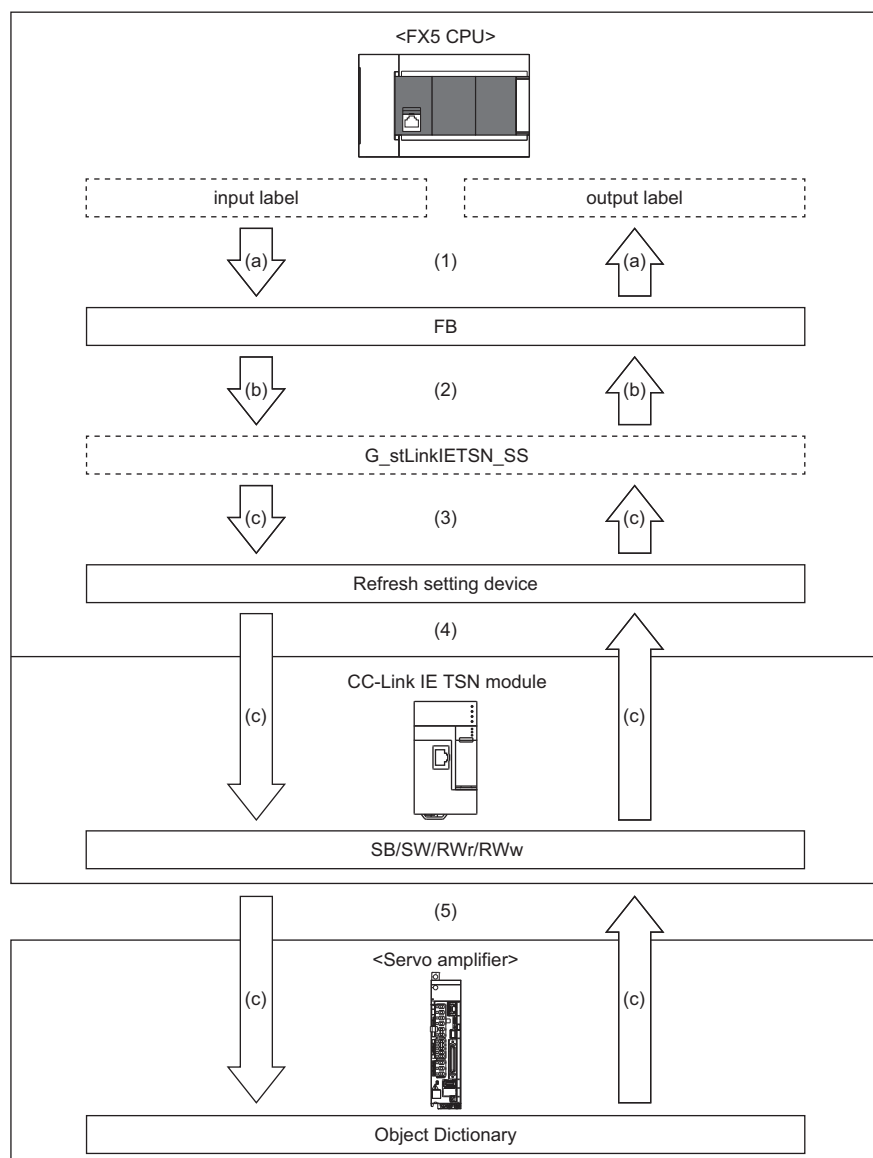 <FX5 CPU>
input label
output label
(a)
(1)
(a)
FB
(b)
(2)
(b)
G_stLinkIETSN_SS
(c)
(3)
(c)
Refresh setting device
(4)
CC-Link IE TSN module
(c)
(c)
SB/SW/RWr/RWw
(5)
<Servo amplifier>
(c)
(c)
Object Dictionary